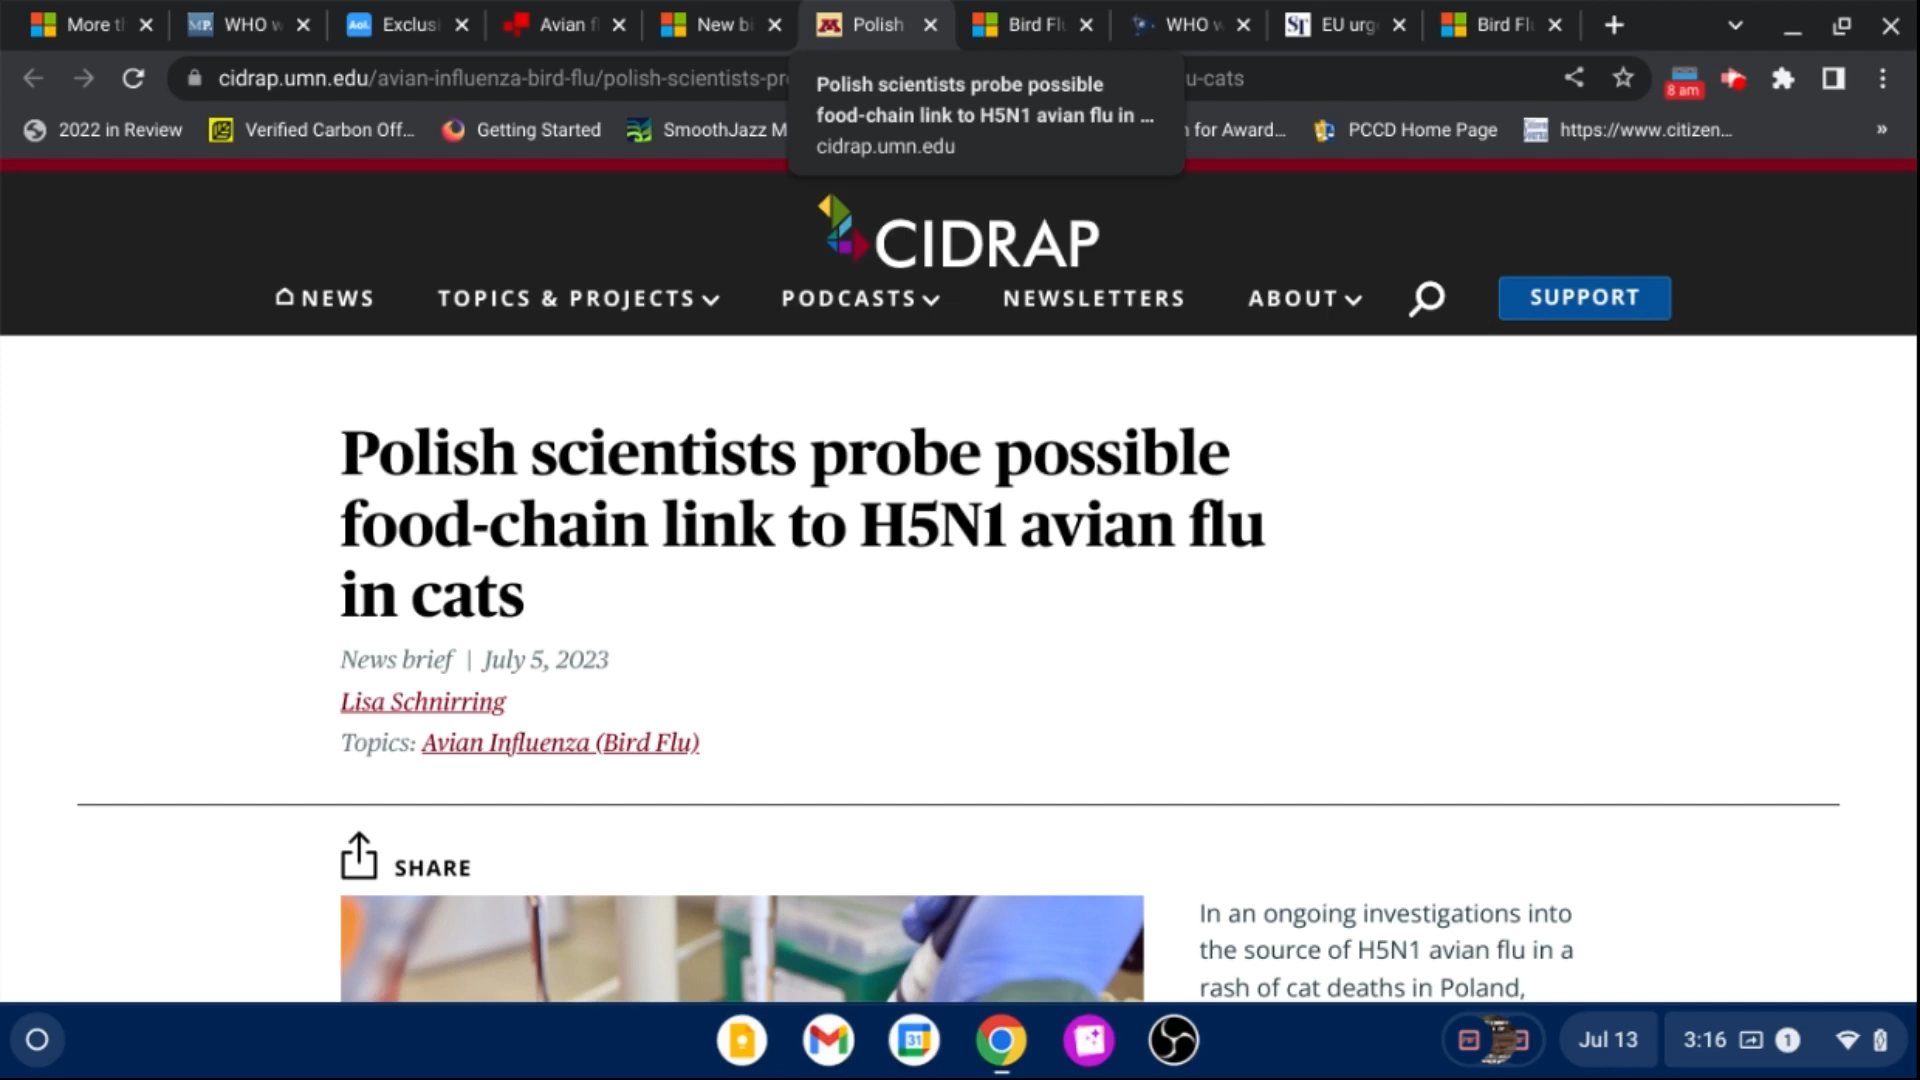 More t
WHO w
Exclusi
Avian f
New bi
Polish
Bird Flu
WHO w
EU urg
Bird Flu
cidrap.umn.edu/avian-influenza-bird-flu/polish-scientists-pr
u-cats
8 am
Polish scientists probe possible
food-chain link to H5N1 avian flu in ...
cidrap.umn.edu
2022 in Review
Verified Carbon Off...
Getting Started
SmoothJazz M
for Award...
PCCD Home Page
https://www.citizen...
CIDRAP
NEWS
TOPICS & PROJECTS
PODCASTS
NEWSLETTERS
ABOUT
SUPPORT
Polish scientists probe possible
food-chain link to H5N1 avian flu
in cats
News brief | July 5, 2023
Lisa Schnirring
Topics: Avian Influenza (Bird Flu)
SHARE
In an ongoing investigations into
the source of H5N1 avian flu in a
rash of cat deaths in Poland,
31
Jul 13
3:16
1